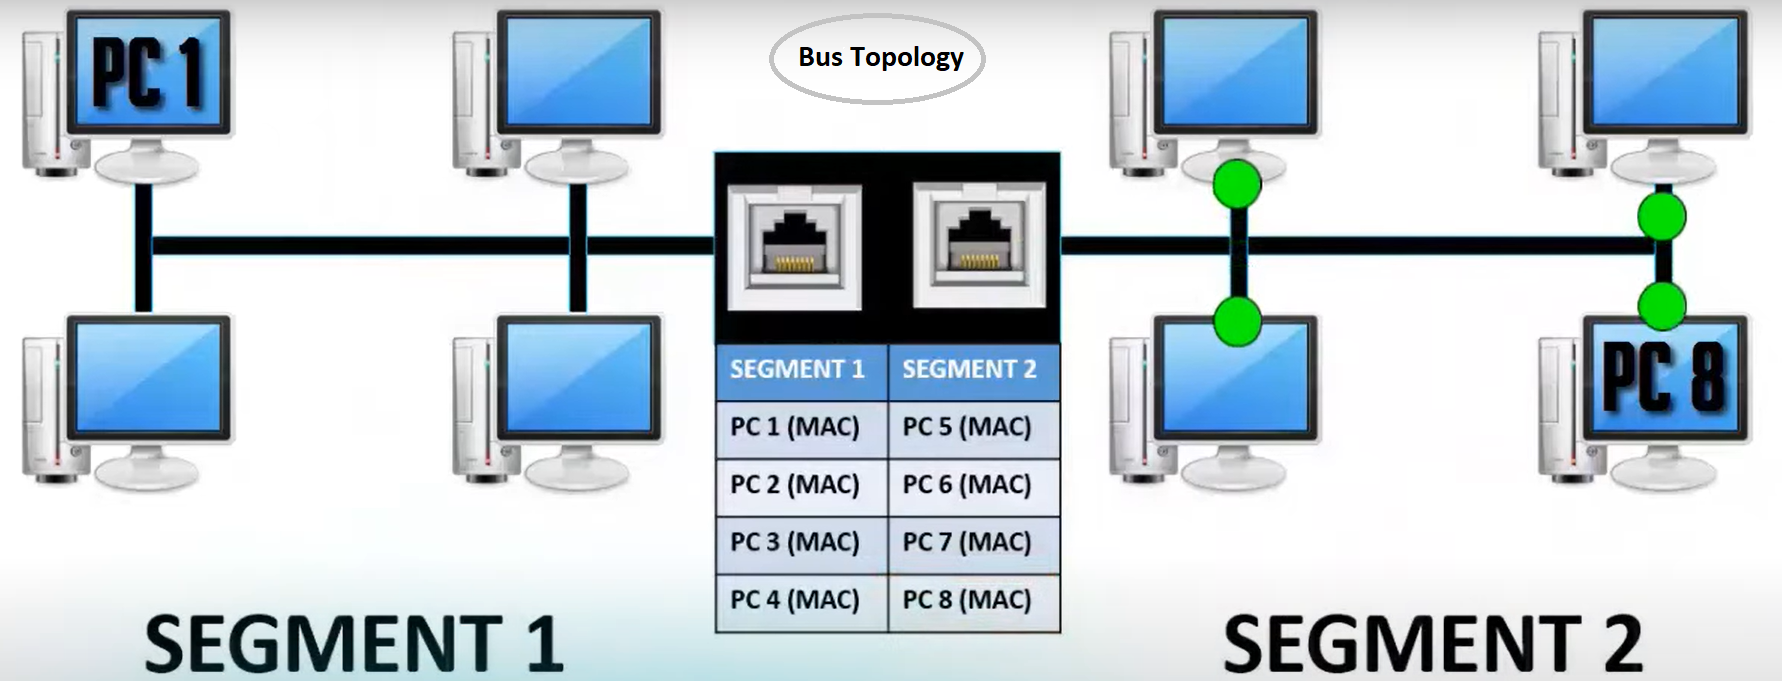 PC 1
Bus Topology
SEGMENT 1 SEGMENT 2
PC 1 (MAC) PC 5 (MAC)
PC 2 (MAC) PC 6 (MAC)
PC 3 (MAC) PC 7 (MAC)
PC 4 (MAC) PC 8 (MAC)
PC 8
SEGMENT 1
SEGMENT 2